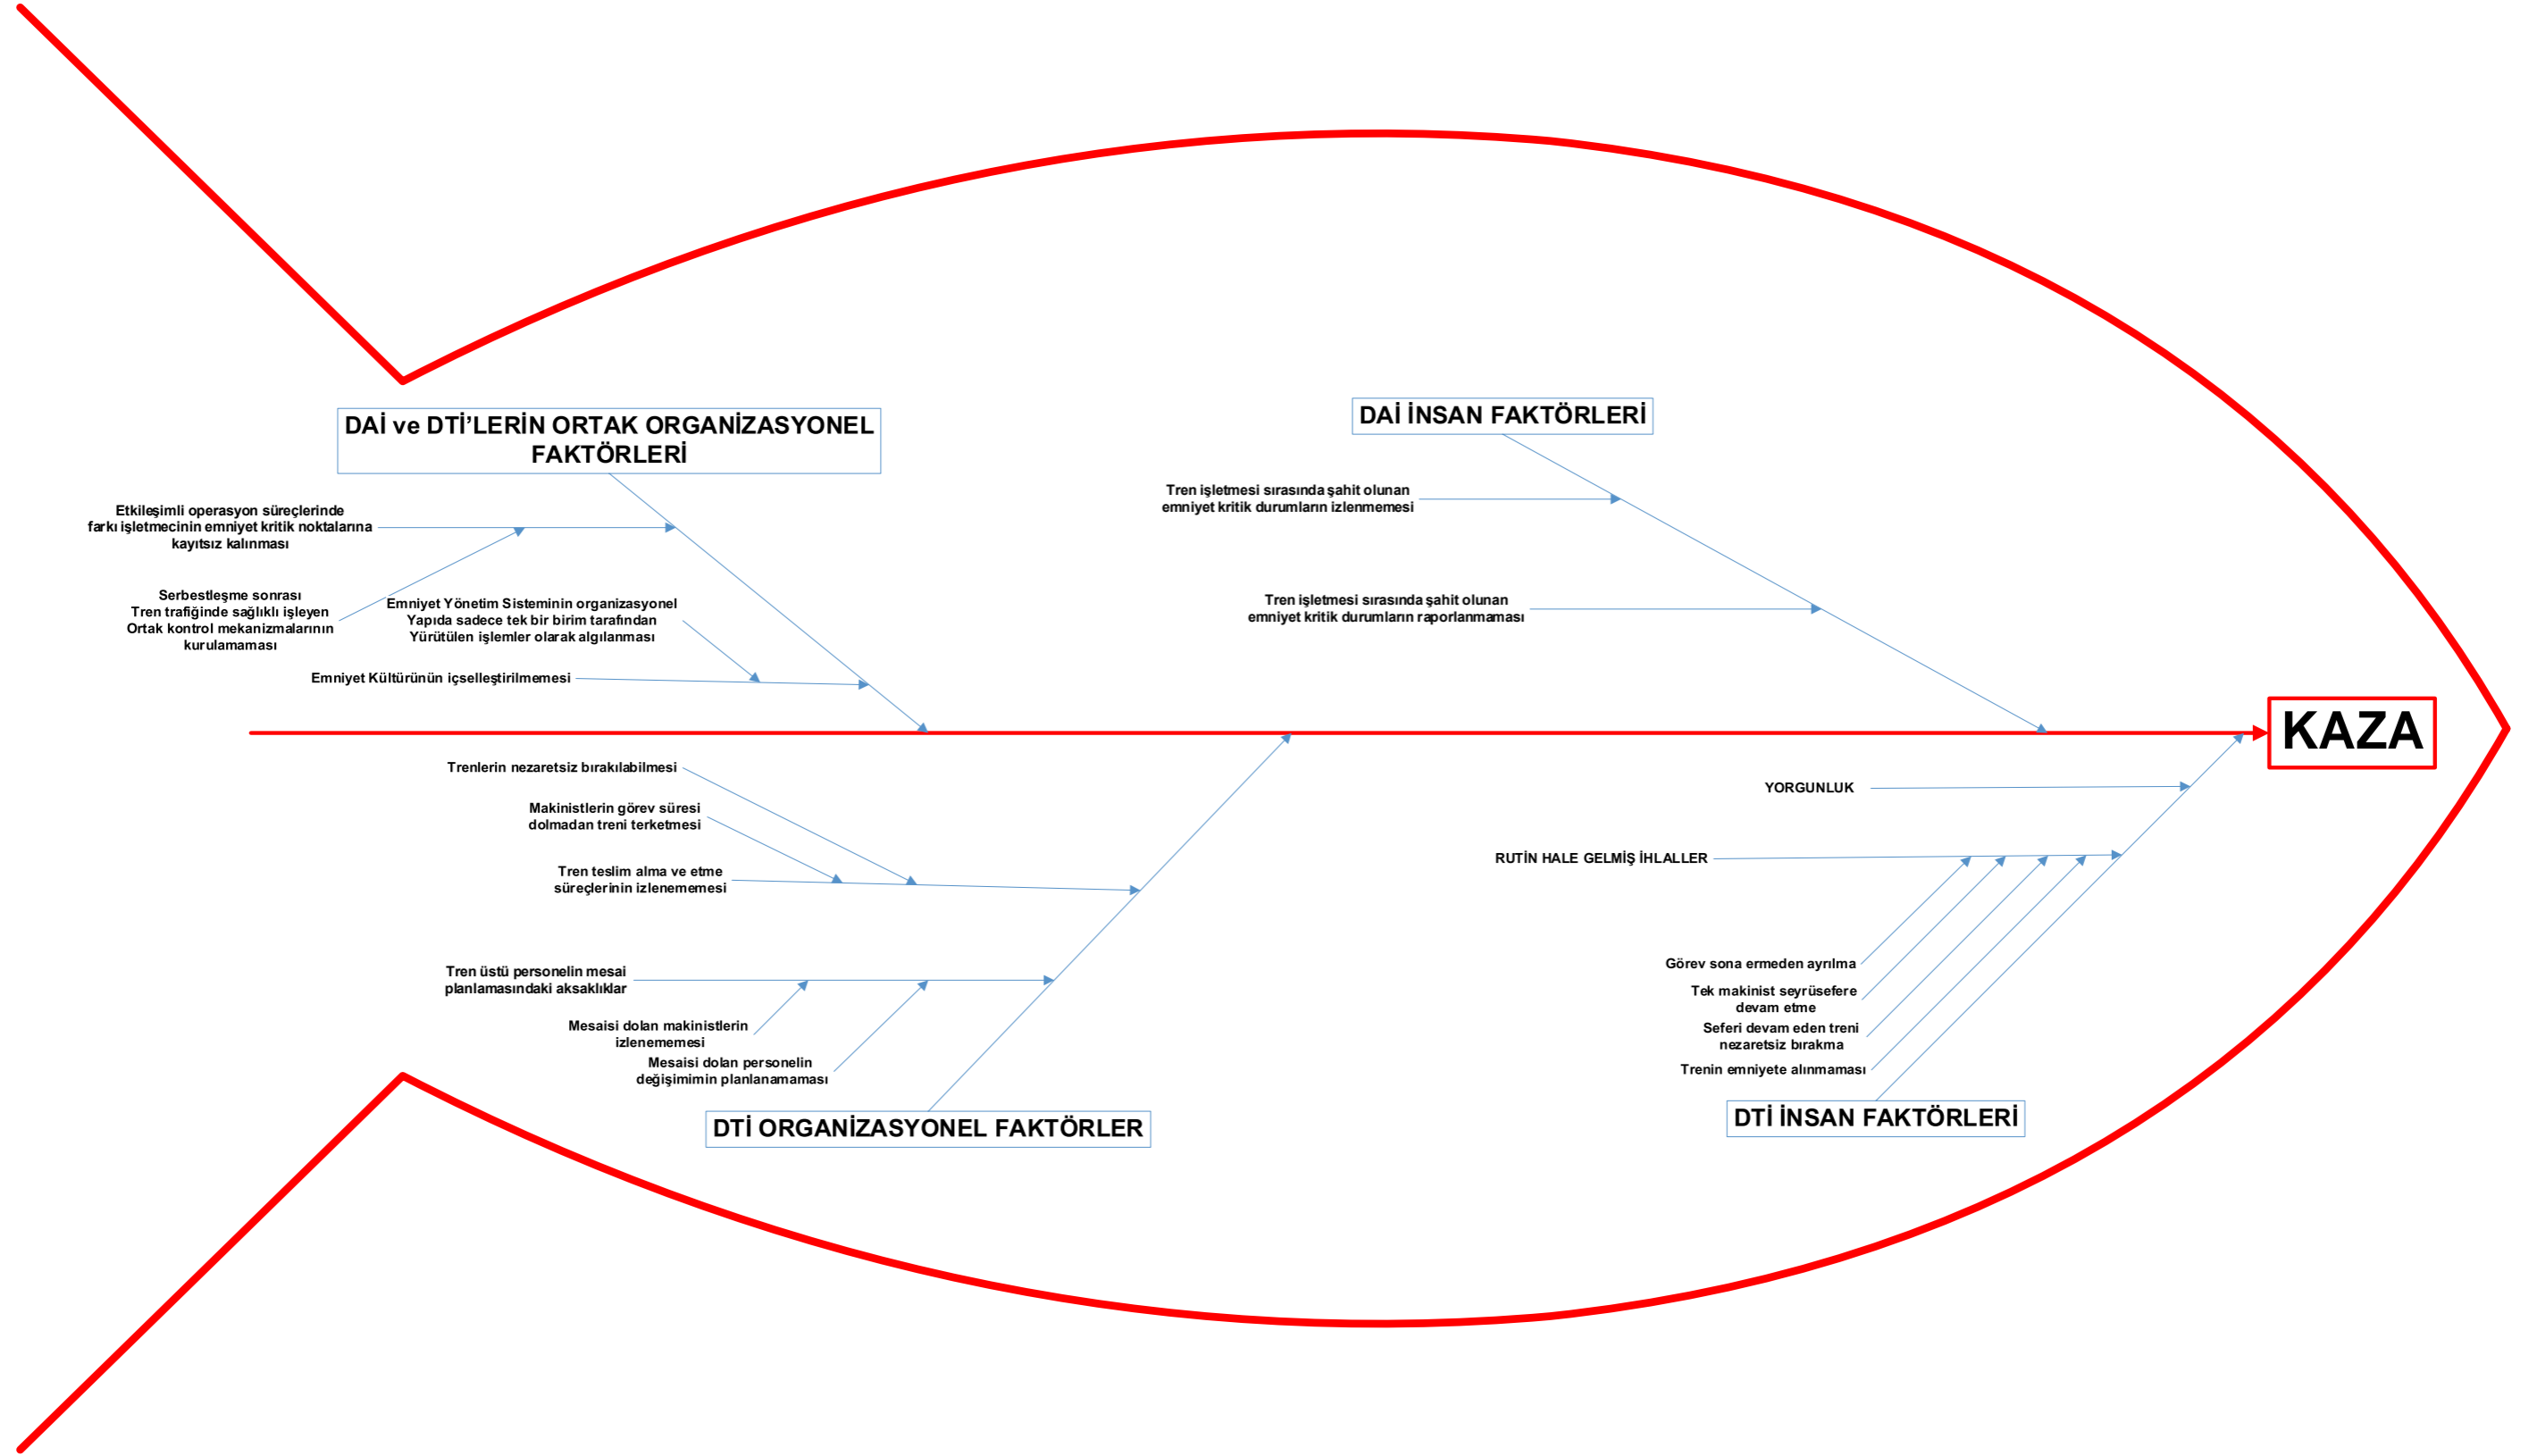 DAİ ve DTİ’LERİN ORTAK ORGANİZASYONEL
FAKTÖRLERİ
Etkileşimli operasyon süreçlerinde
farkı işletmecinin emniyet kritik noktalarına
kayıtsız kalınması
Serbestleşme sonrası
Tren trafiğinde sağlıklı işleyen
Ortak kontrol mekanizmalarının
kurulamaması
Emniyet Yönetim Sisteminin organizasyonel
Yapıda sadece tek bir birim tarafından
Yürütülen işlemler olarak algılanması
Emniyet Kültürünün içselleştirilmemesi
DAİ İNSAN FAKTÖRLERİ
Tren işletmesi sırasında şahit olunan
emniyet kritik durumların izlenmemesi
Tren işletmesi sırasında şahit olunan
emniyet kritik durumların raporlanmaması
KAZA
Trenlerin nezaretsiz bırakılabilmesi
Makinistlerin görev süresi
dolmadan treni terketmesi
Tren teslim alma ve etme
süreçlerinin izlenememesi
Tren üstü personelin mesai
planlamasındaki aksaklıklar
Mesaisi dolan makinistlerin
izlenememesi
Mesaisi dolan personelin
değişimimin planlanamaması
DTİ ORGANİZASYONEL FAKTÖRLER
YORGUNLUK
RUTİN HALE GELMİŞ İHLALLER
Görev sona ermeden ayrılma
Tek makinist seyrüsefere
devam etme
Seferi devam eden treni
nezaretsiz bırakma
Trenin emniyete alınmaması
DTİ İNSAN FAKTÖRLERİ